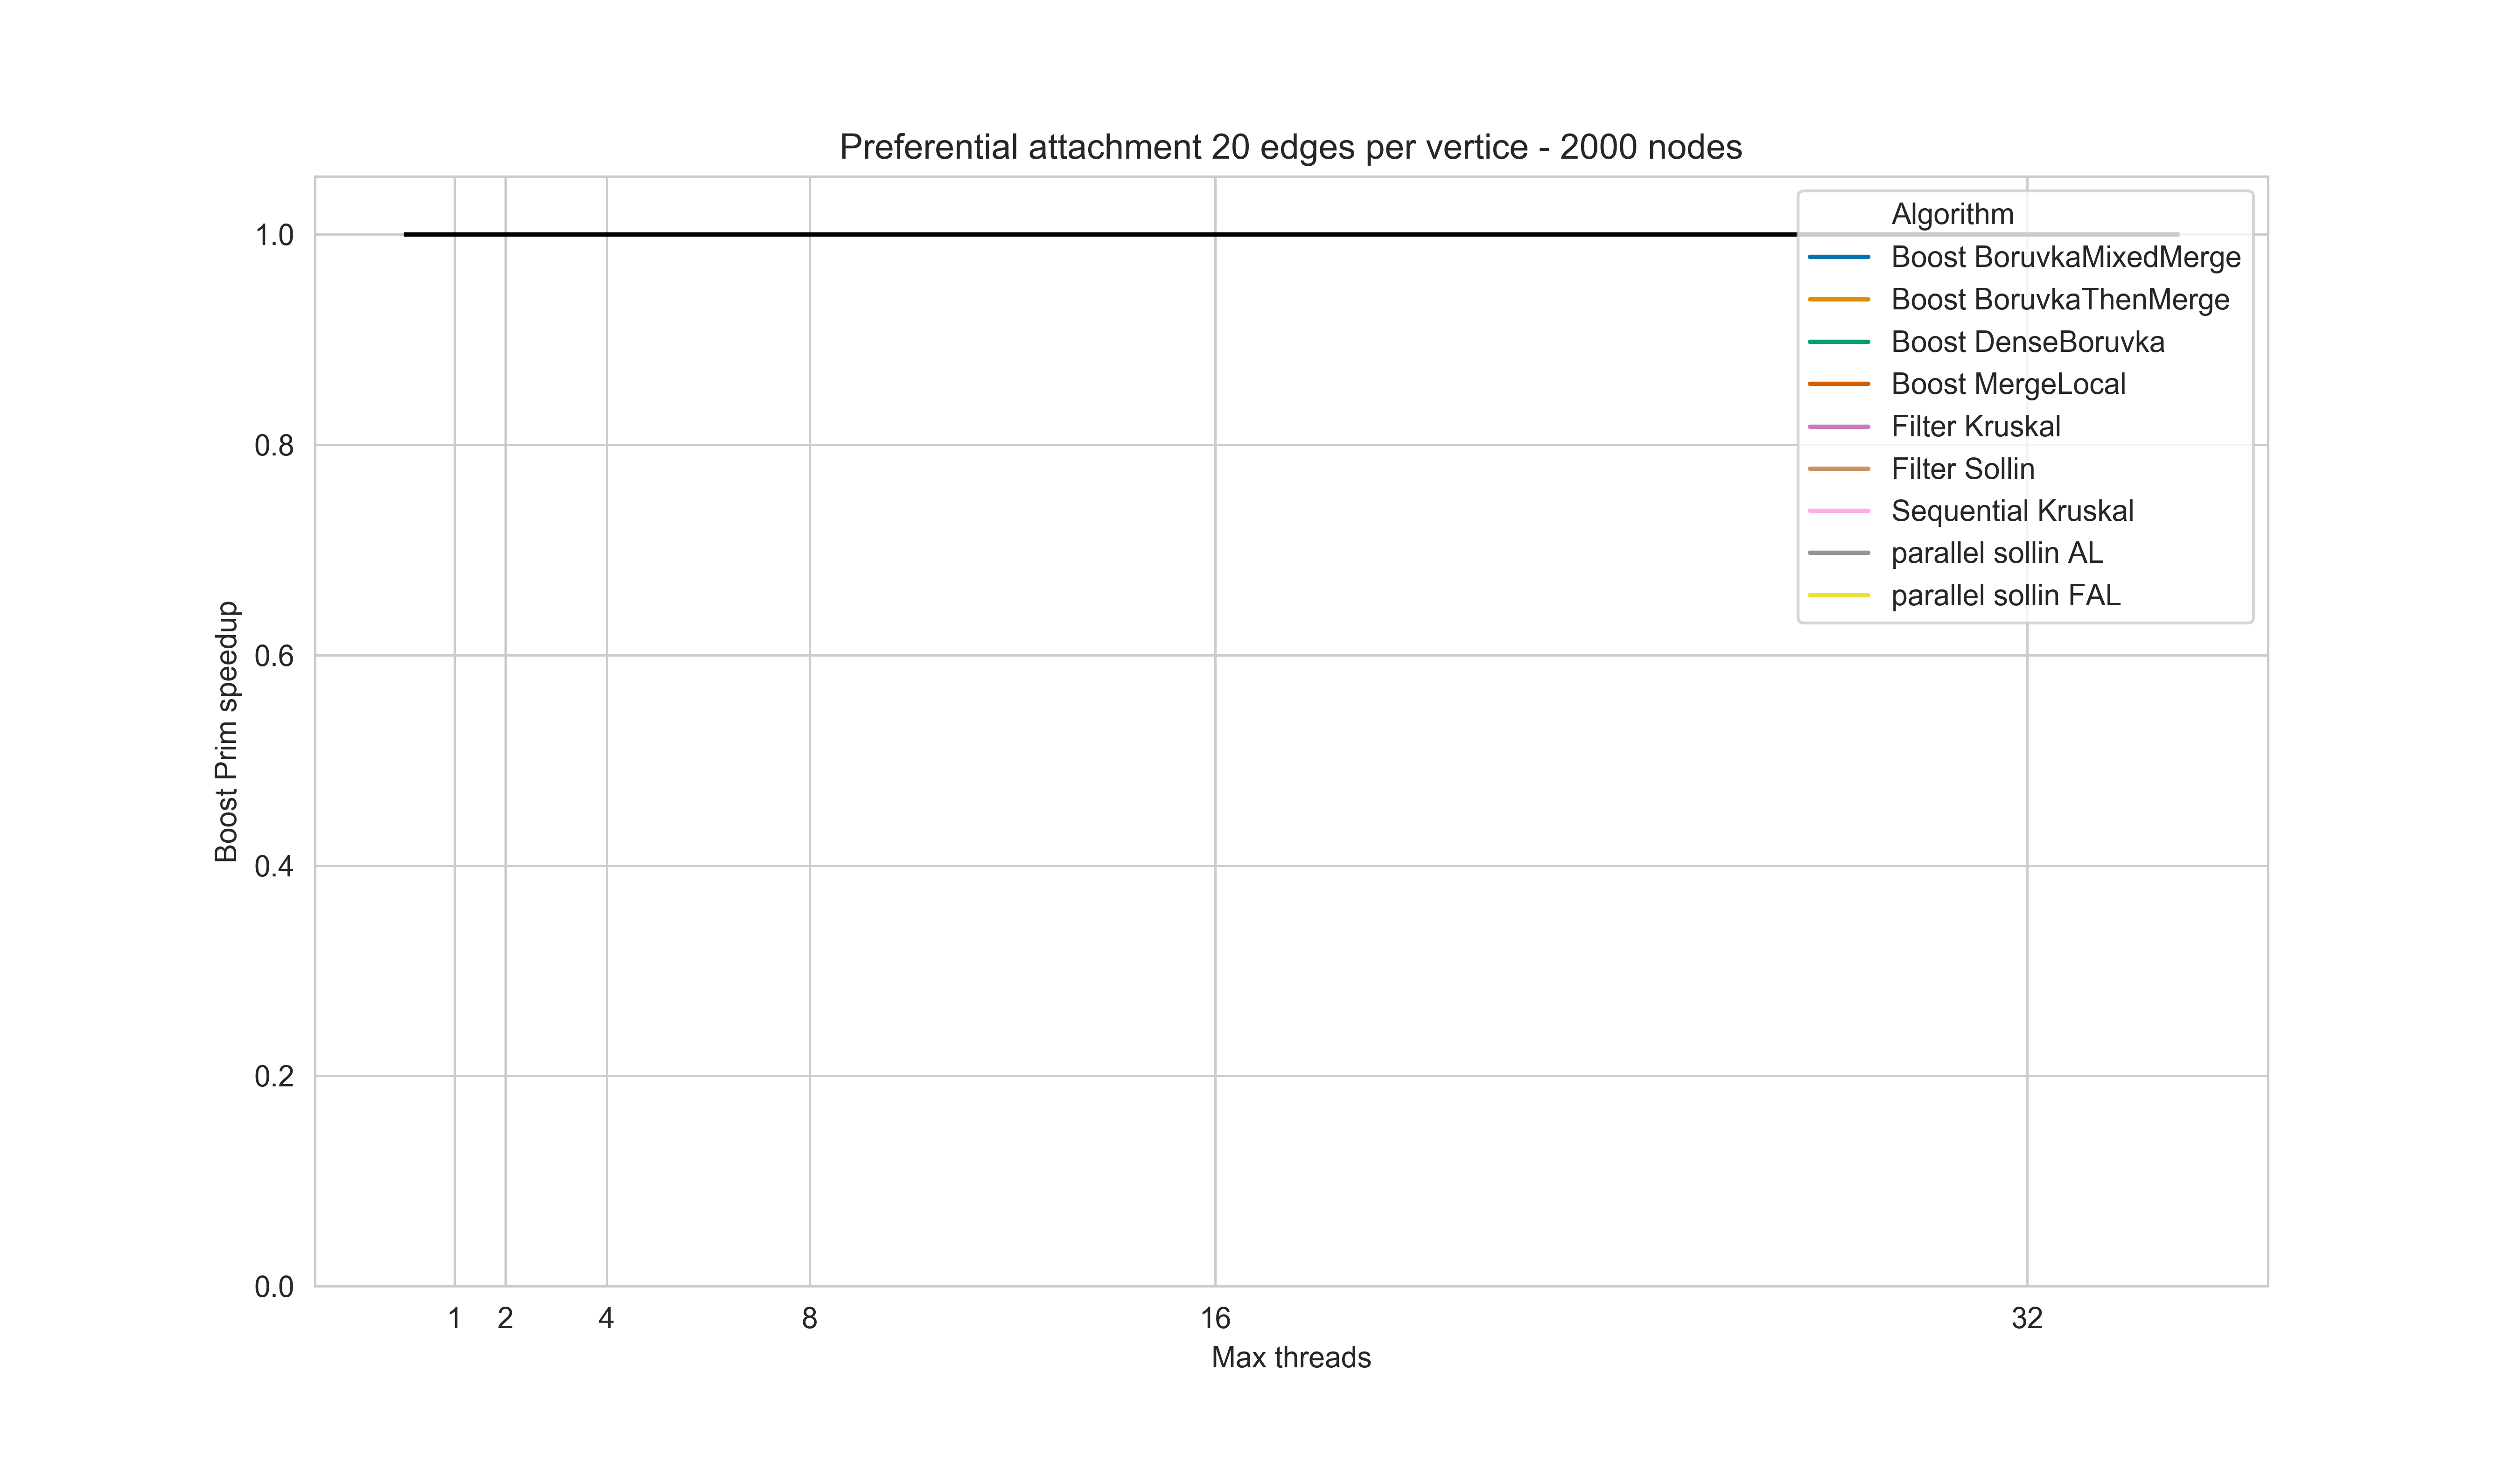 Preferential attachment 20 edges per vertice - 2000 nodes
Algorithm
Boost BoruvkaMixedMerge
Boost BoruvkaThenMerge
Boost DenseBoruvka
Boost MergeLocal
Filter Kruskal
Filter Sollin
Sequential Kruskal
parallel sollin AL
parallel sollin FAL
Boost Prim speedup
1.0
0.8
0.6
0.4
0.2
0.0
1 2 4 8 16 32
Max threads